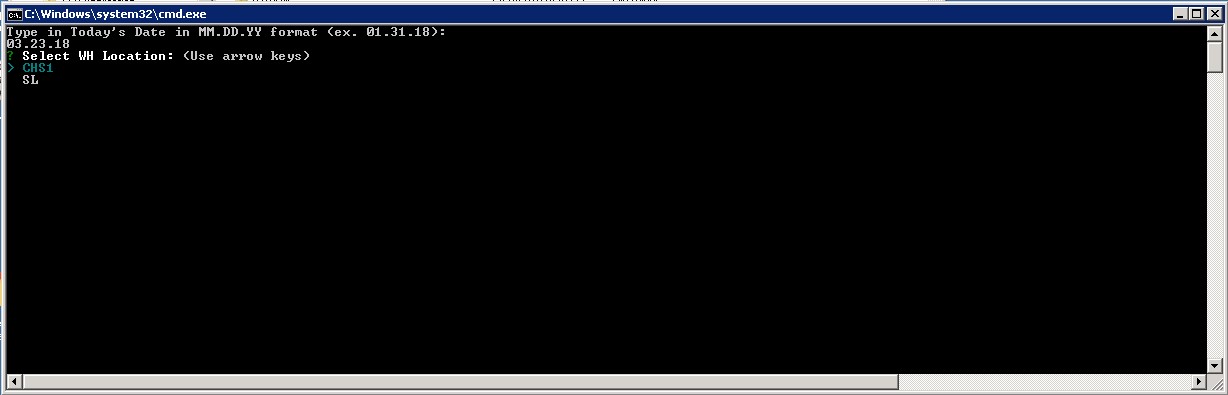 C:\Windows\system32\cmd.exe
Type in Today's Date in MM.DD.YY format (ex. 01.31.18):
03.23.18
? Select WH Location: (Use arrow keys)
> CHS1
SL